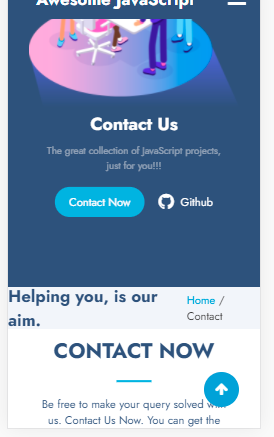 Awesome JavaScript
Contact Us
The great collection of JavaScript projects,
just for you!!!
Contact Now
Github
Helping you, is our
aim.
Home /
Contact
CONTACT NOW
Be free to make your query solved with
us. Contact Us Now. You can get the